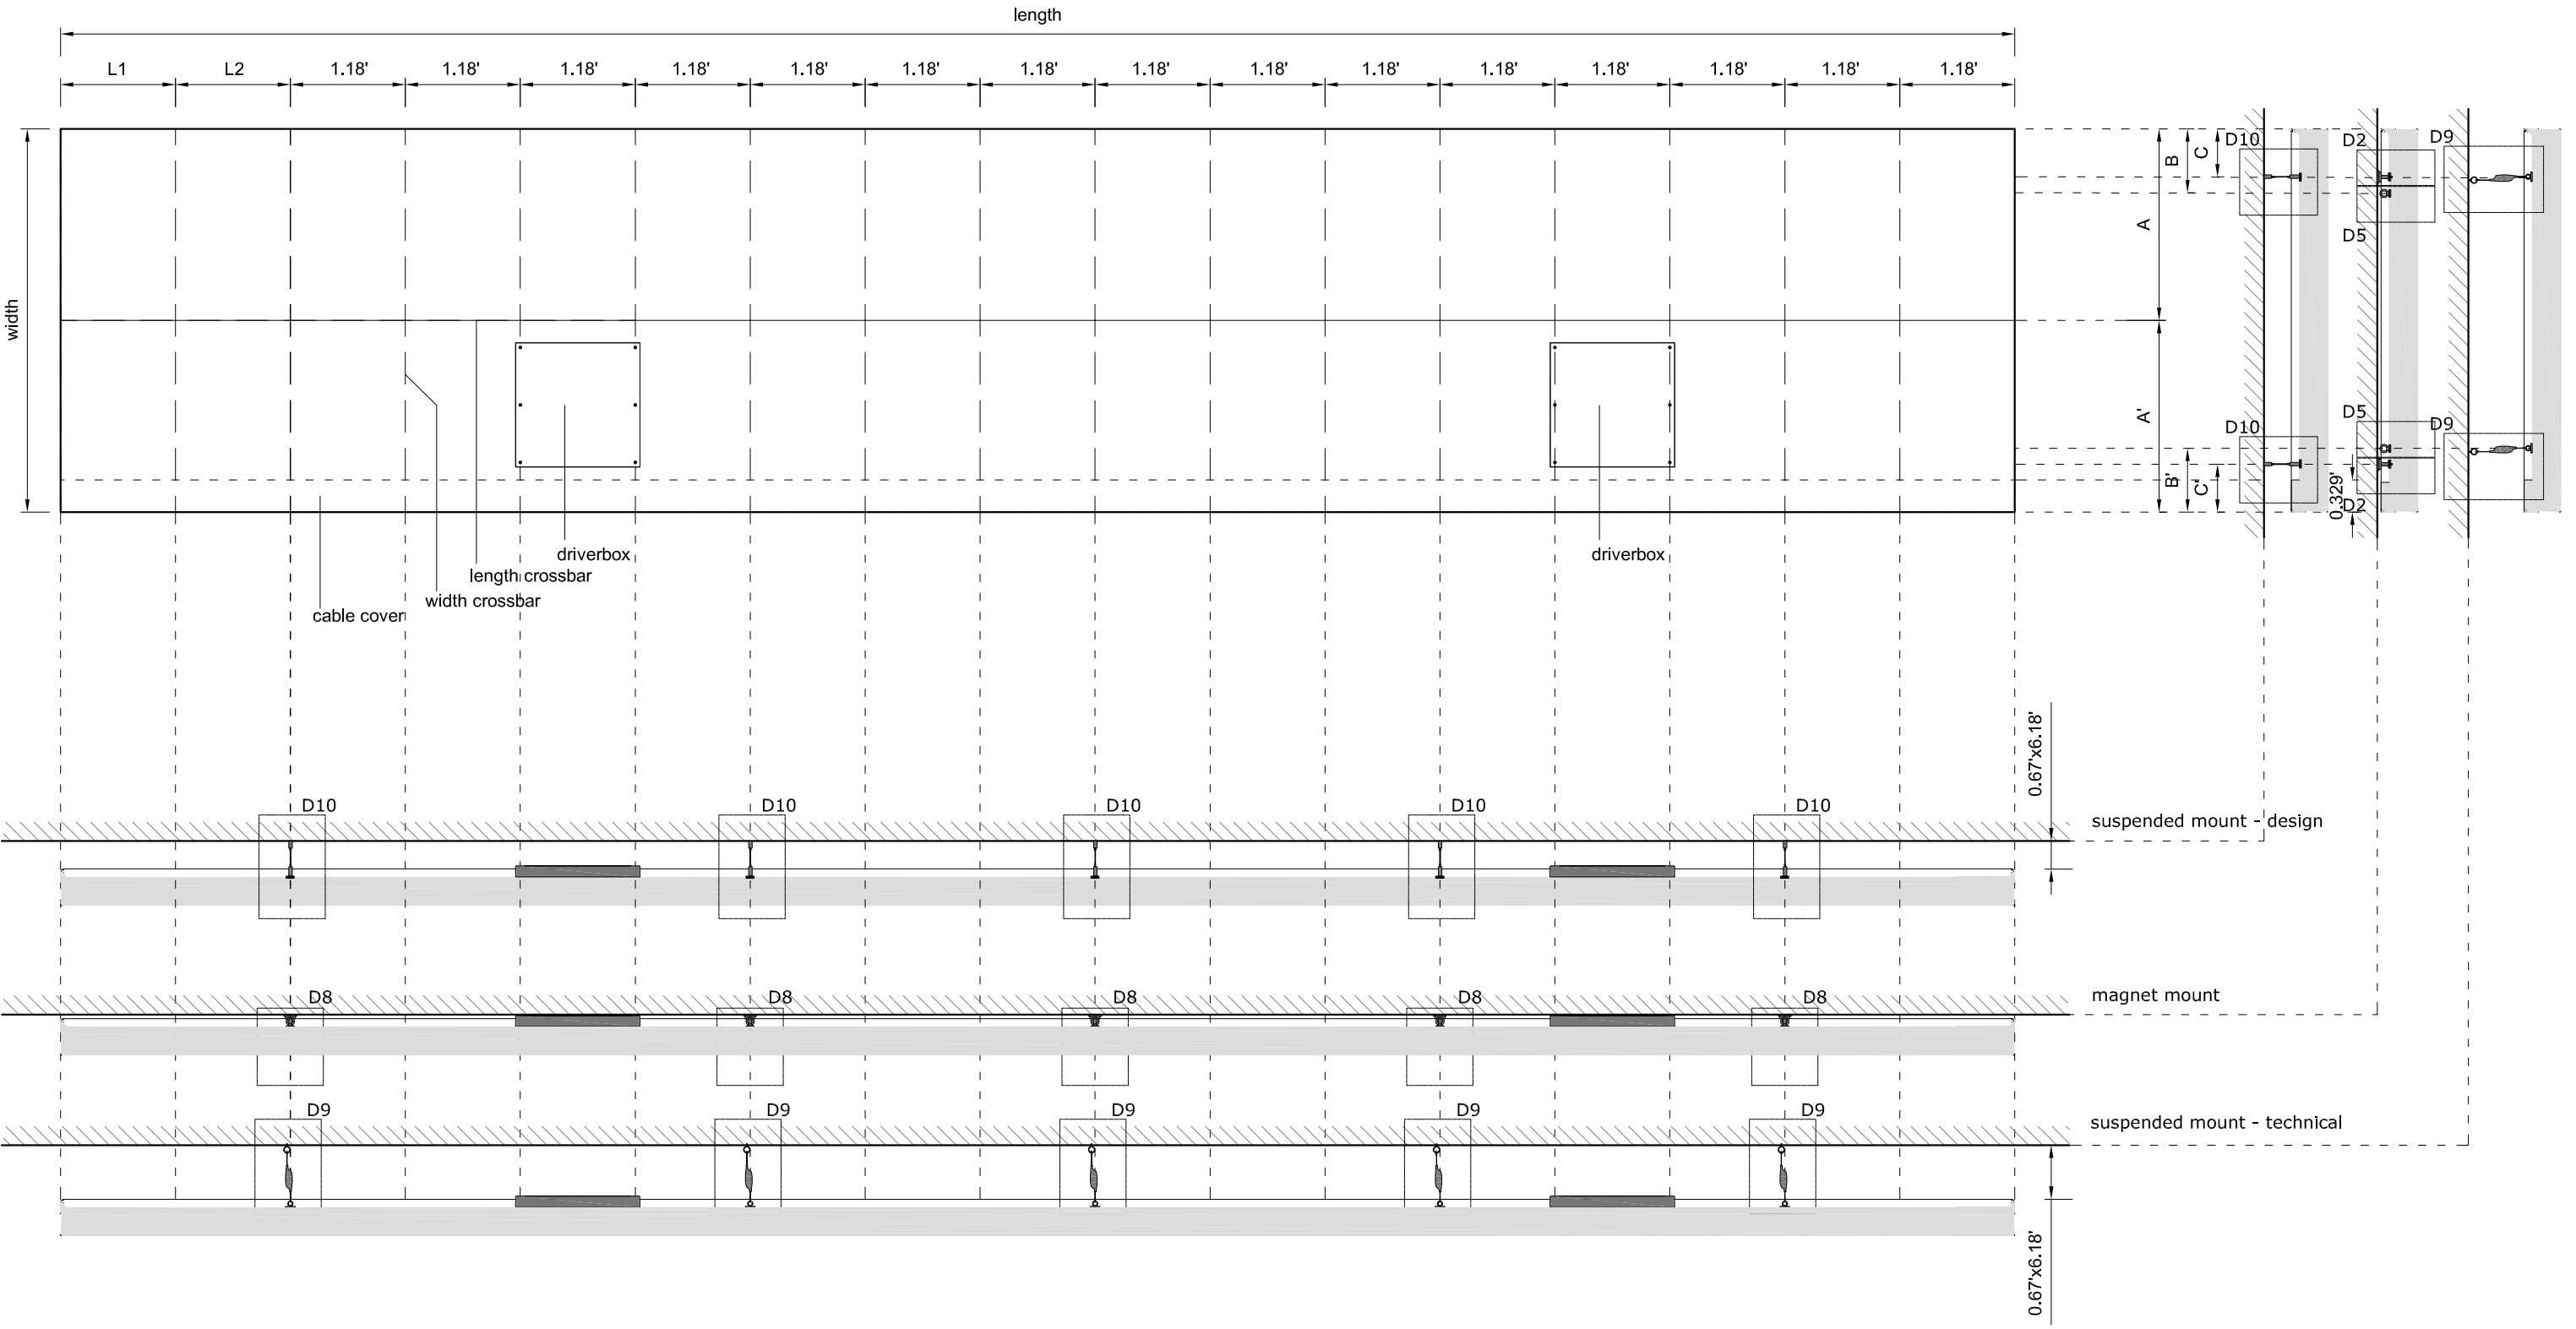 length
L1 L2 1.18' 1.18' 1.18' 1.18' 1.18' 1.18' 1.18' 1.18' 1.18' 1.18' 1.18' 1.18' 1.18' 1.18' 1.18'
width
A
B
C
A'
B'
C'
0.329'
D10
D2
D9
D5
D5
D10
D9
D2
driverbox
driverbox
length crossbar
width crossbar
cable cover
0.67'x6.18'
D10 D10 D10 D10 D10
suspended mount - design
D8 D8 D8 D8 D8
magnet mount
D9 D9 D9 D9 D9
suspended mount - technical
0.67'x6.18'